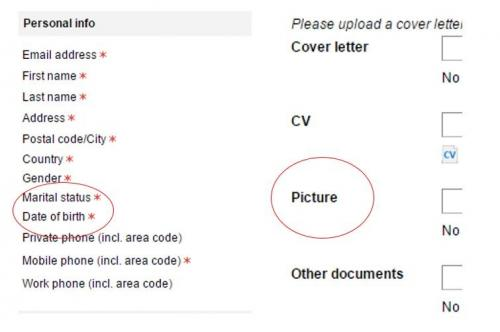 Personal info
Email address *
First name *
Last name *
Address *
Postal code/City *
Country *
Gender *
Marital status *
Date of birth *
Private phone (incl. area code)
Mobile phone (incl. area code) *
Work phone (incl. area code)
Please upload a cover letter
Cover letter
No
CV
CV
Picture
No
Other documents
No